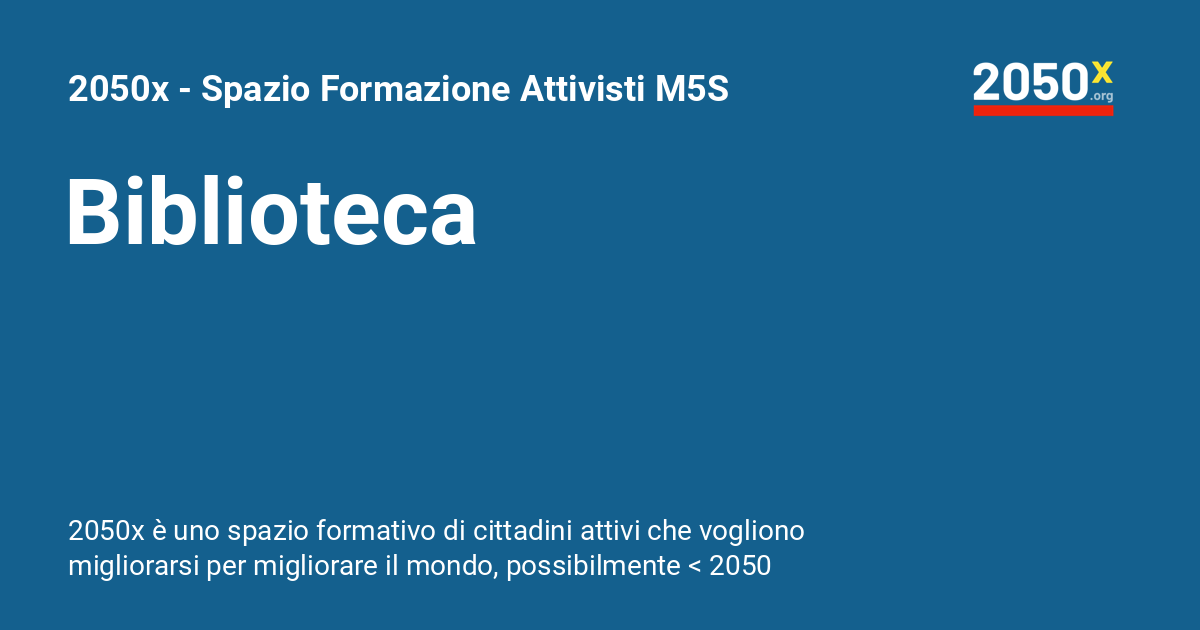 2050x - Spazio Formazione Attivisti M5S
2050x
.org
Biblioteca
2050x è uno spazio formativo di cittadini attivi che vogliono
migliorarsi per migliorare il mondo, possibilmente < 2050